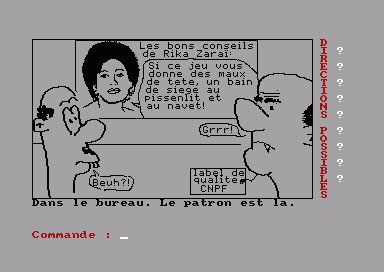 Les bons conseils
de Rika Zaraï:
Si ce jeu vous
donne des maux
de tete, un bain
de siege au
pissenlit et
au navet!
Grrr!
Beuh?!
label de
qualite
CNPF
DIRECTIONS POSSIBLES
? ? ? ? ? ? ? ? ?
Dans le bureau. Le patron est la.
Commande :